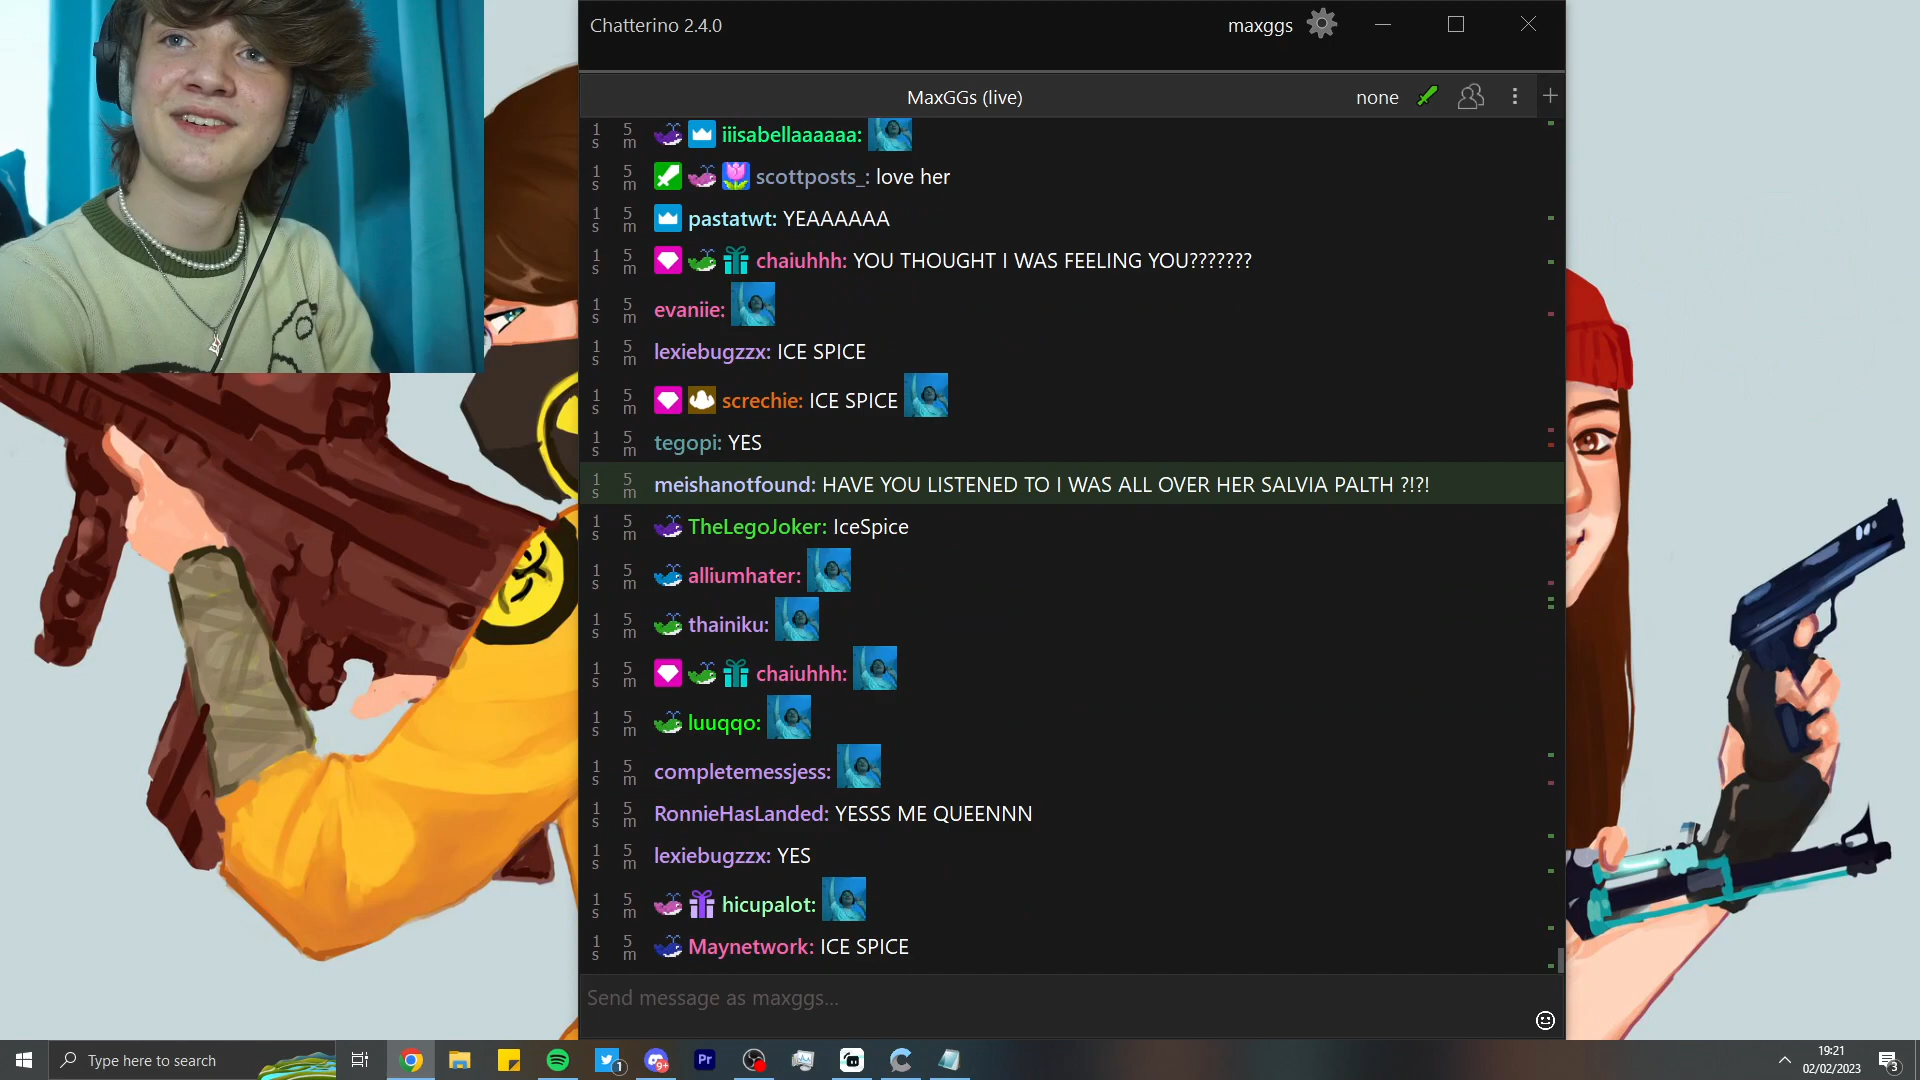 Chatterino 2.4.0
maxggs
MaxGGs (live)
none
1s 5m iiisabellaaaaaa:
1s 5m scottposts_: love her
1s 5m pastatwt: YEAAAAAA
1s 5m chaiuhhh: YOU THOUGHT I WAS FEELING YOU???????
1s 5m evaniie:
1s 5m lexiebugzzx: ICE SPICE
1s 5m screchie: ICE SPICE
1s 5m tegopi: YES
1s 5m meishanotfound: HAVE YOU LISTENED TO I WAS ALL OVER HER SALVIA PALTH ?!?!
1s 5m TheLegoJoker: IceSpice
1s 5m alliumhater:
1s 5m thainiku:
1s 5m chaiuhhh:
1s 5m luuqqo:
1s 5m completemessjess:
1s 5m RonnieHasLanded: YESSS ME QUEENNN
1s 5m lexiebugzzx: YES
1s 5m hicupalot:
1s 5m Maynetwork: ICE SPICE
Send message as maxggs...
Type here to search
1
9+
Pr
19:21
02/02/2023
3